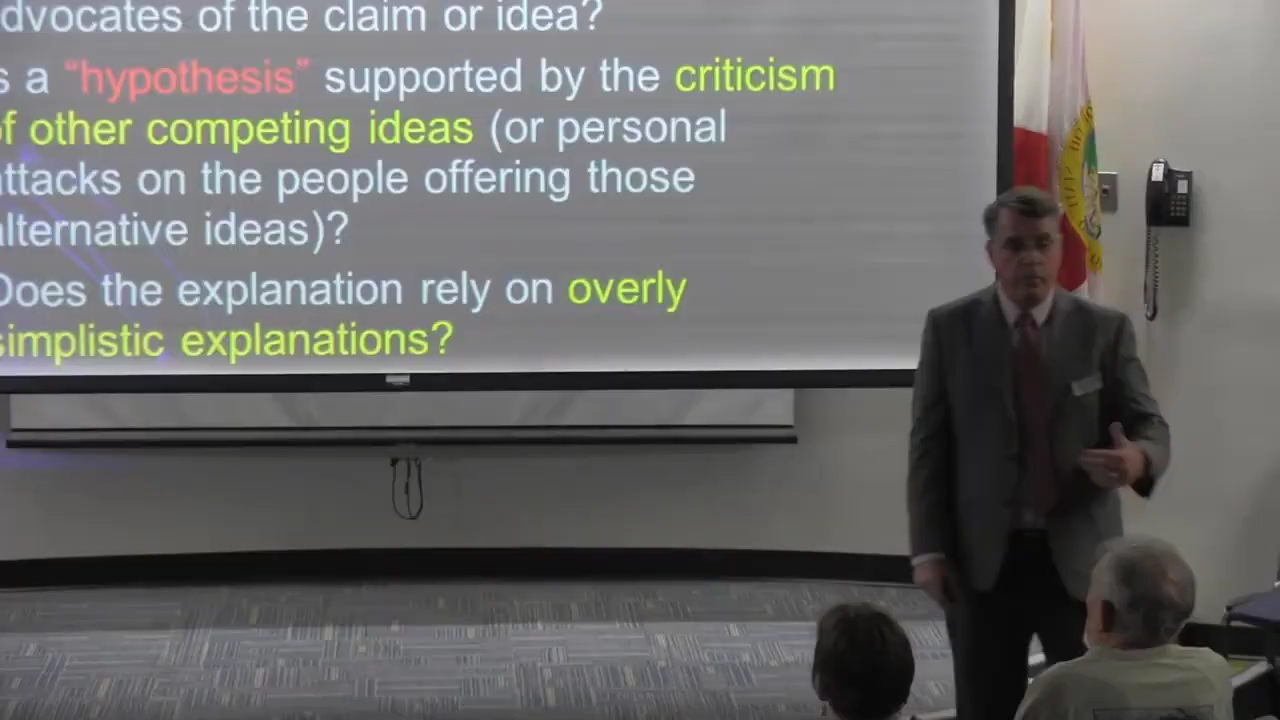 dvocates of the claim or idea?
s a “hypothesis” supported by the criticism
f other competing ideas (or personal
ttacks on the people offering those
lternative ideas)?
Does the explanation rely on overly
simplistic explanations?